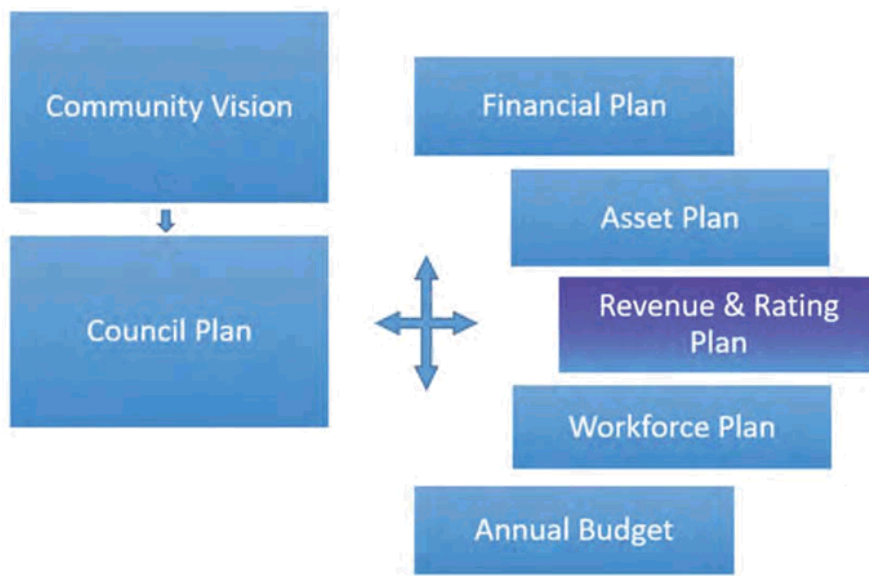 Community Vision
Council Plan
Financial Plan
Asset Plan
Revenue & Rating
Plan
Workforce Plan
Annual Budget